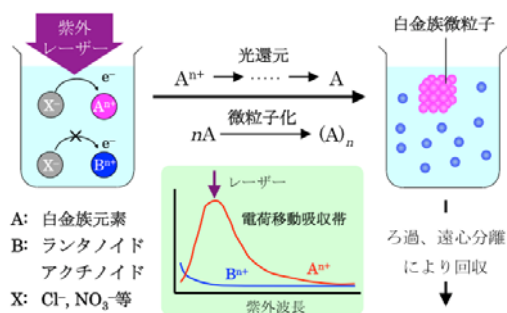 紫外
レーザー
e⁻
X⁻
Aⁿ⁺
e⁻
X⁻
Bⁿ⁺
A: 白金族元素
B: ランタノイド
アクチノイド
X: Cl⁻, NO₃⁻等
光還元
Aⁿ⁺ → ····· → A
微粒子化
nA → (A)ₙ
レーザー
電荷移動吸収帯
Bⁿ⁺
Aⁿ⁺
紫外波長
白金族微粒子
ろ過、遠心分離
により回収